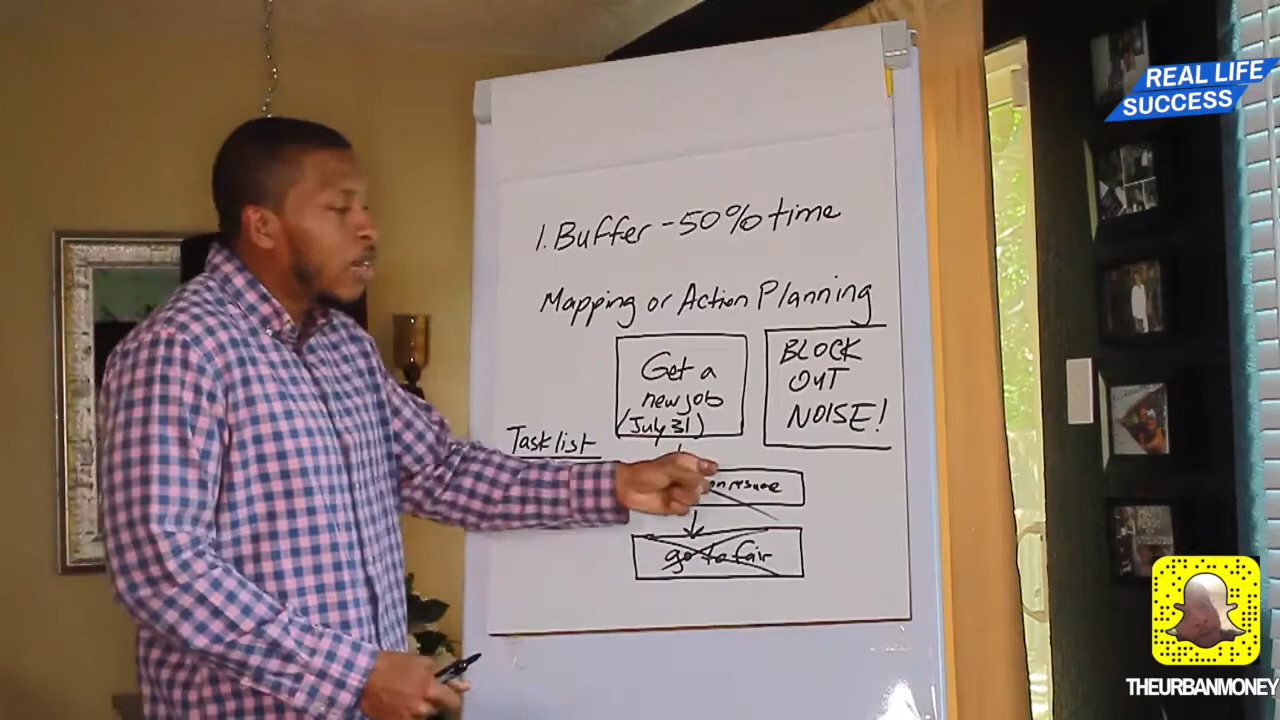 REAL LIFE
SUCCESS
1. Buffer - 50% time
Mapping or Action Planning
Get a
new job
(July 31)
BLOCK
OUT
NOISE!
Task list
resume
go to fair
THEURBANMONEY